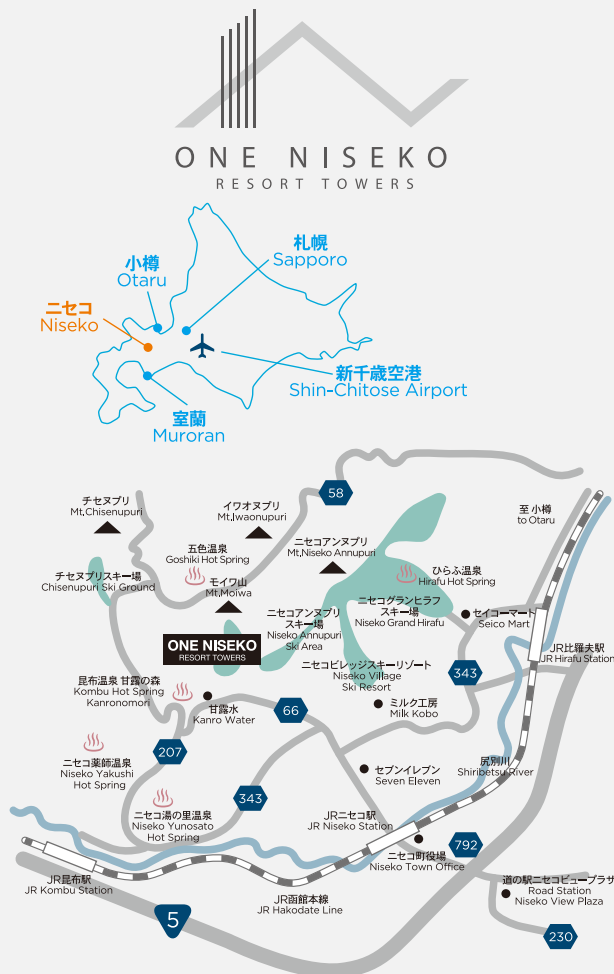 ONE NISEKO
RESORT TOWERS
札幌
Sapporo
小樽
Otaru
ニセコ
Niseko
新千歳空港
Shin-Chitose Airport
室蘭
Muroran
58
チセヌプリ
Mt,Chisenupuri
イワオヌプリ
Mt,Iwaonupuri
至 小樽
to Otaru
五色温泉
Goshiki Hot Spring
ニセコアンヌプリ
Mt,Niseko Annupuri
チセヌプリスキー場
Chisenupuri Ski Ground
モイワ山
Mt,Moiwa
ひらふ温泉
Hirafu Hot Spring
ニセコアンヌプリ
スキー場
Niseko Annupuri
Ski Area
ニセコグランヒラフ
スキー場
Niseko Grand Hirafu
セイコーマート
Seico Mart
ONE NISEKO
RESORT TOWERS
JR比羅夫駅
JR Hirafu Station
ニセコビレッジスキーリゾート
Niseko Village
Ski Resort
343
昆布温泉 甘露の森
Kombu Hot Spring
Kanronomori
甘露水
Kanro Water
66
ミルク工房
Milk Kobo
207
ニセコ薬師温泉
Niseko Yakushi
Hot Spring
セブンイレブン
Seven Eleven
尻別川
Shiribetsu River
343
ニセコ湯の里温泉
Niseko Yunosato
Hot Spring
JRニセコ駅
JR Niseko Station
792
ニセコ町役場
Niseko Town Office
JR昆布駅
JR Kombu Station
道の駅ニセコビュープラザ
Road Station
Niseko View Plaza
JR函館本線
JR Hakodate Line
5
230